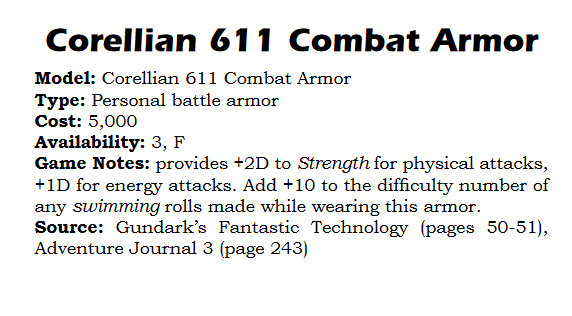 Corellian 611 Combat Armor
Model: Corellian 611 Combat Armor
Type: Personal battle armor
Cost: 5,000
Availability: 3, F
Game Notes: provides +2D to Strength for physical attacks,
+1D for energy attacks. Add +10 to the difficulty number of
any swimming rolls made while wearing this armor.
Source: Gundark’s Fantastic Technology (pages 50-51),
Adventure Journal 3 (page 243)